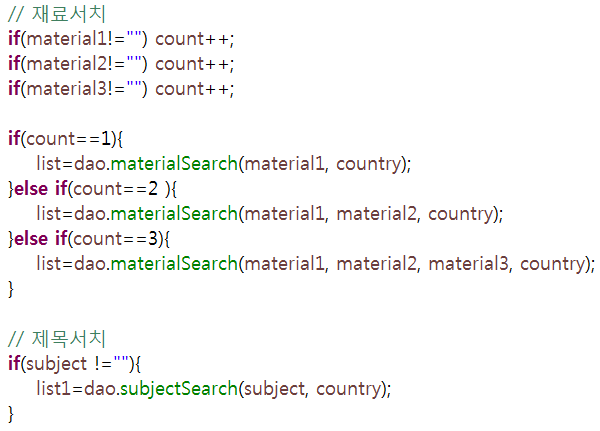 // 재료서치
if(material1!="") count++;
if(material2!="") count++;
if(material3!="") count++;
if(count==1){
list=dao.materialSearch(material1, country);
}else if(count==2 ){
list=dao.materialSearch(material1, material2, country);
}else if(count==3){
list=dao.materialSearch(material1, material2, material3, country);
}
// 제목서치
if(subject !=""){
list1=dao.subjectSearch(subject, country);
}